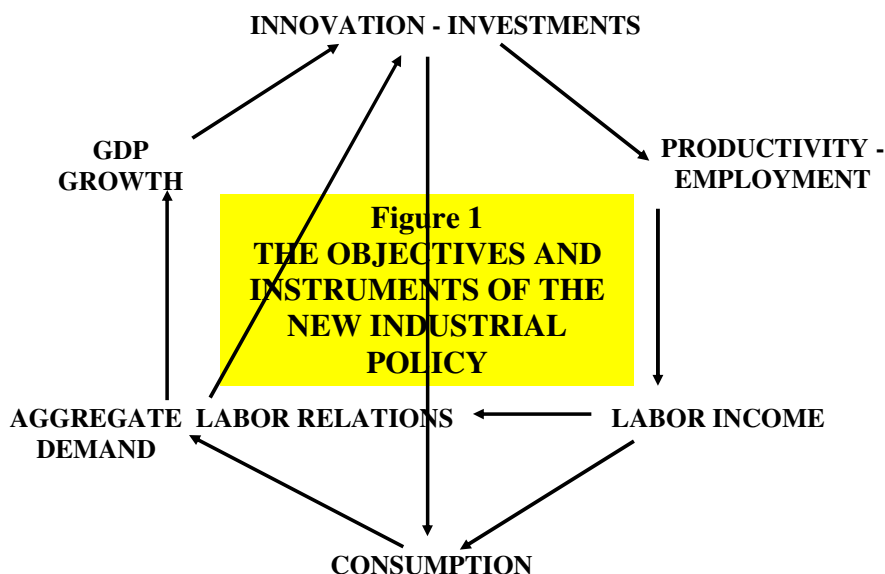 INNOVATION - INVESTMENTS
GDP
GROWTH
PRODUCTIVITY -
EMPLOYMENT
Figure 1
THE OBJECTIVES AND
INSTRUMENTS OF THE
NEW INDUSTRIAL
POLICY
AGGREGATE
DEMAND
LABOR RELATIONS
LABOR INCOME
CONSUMPTION